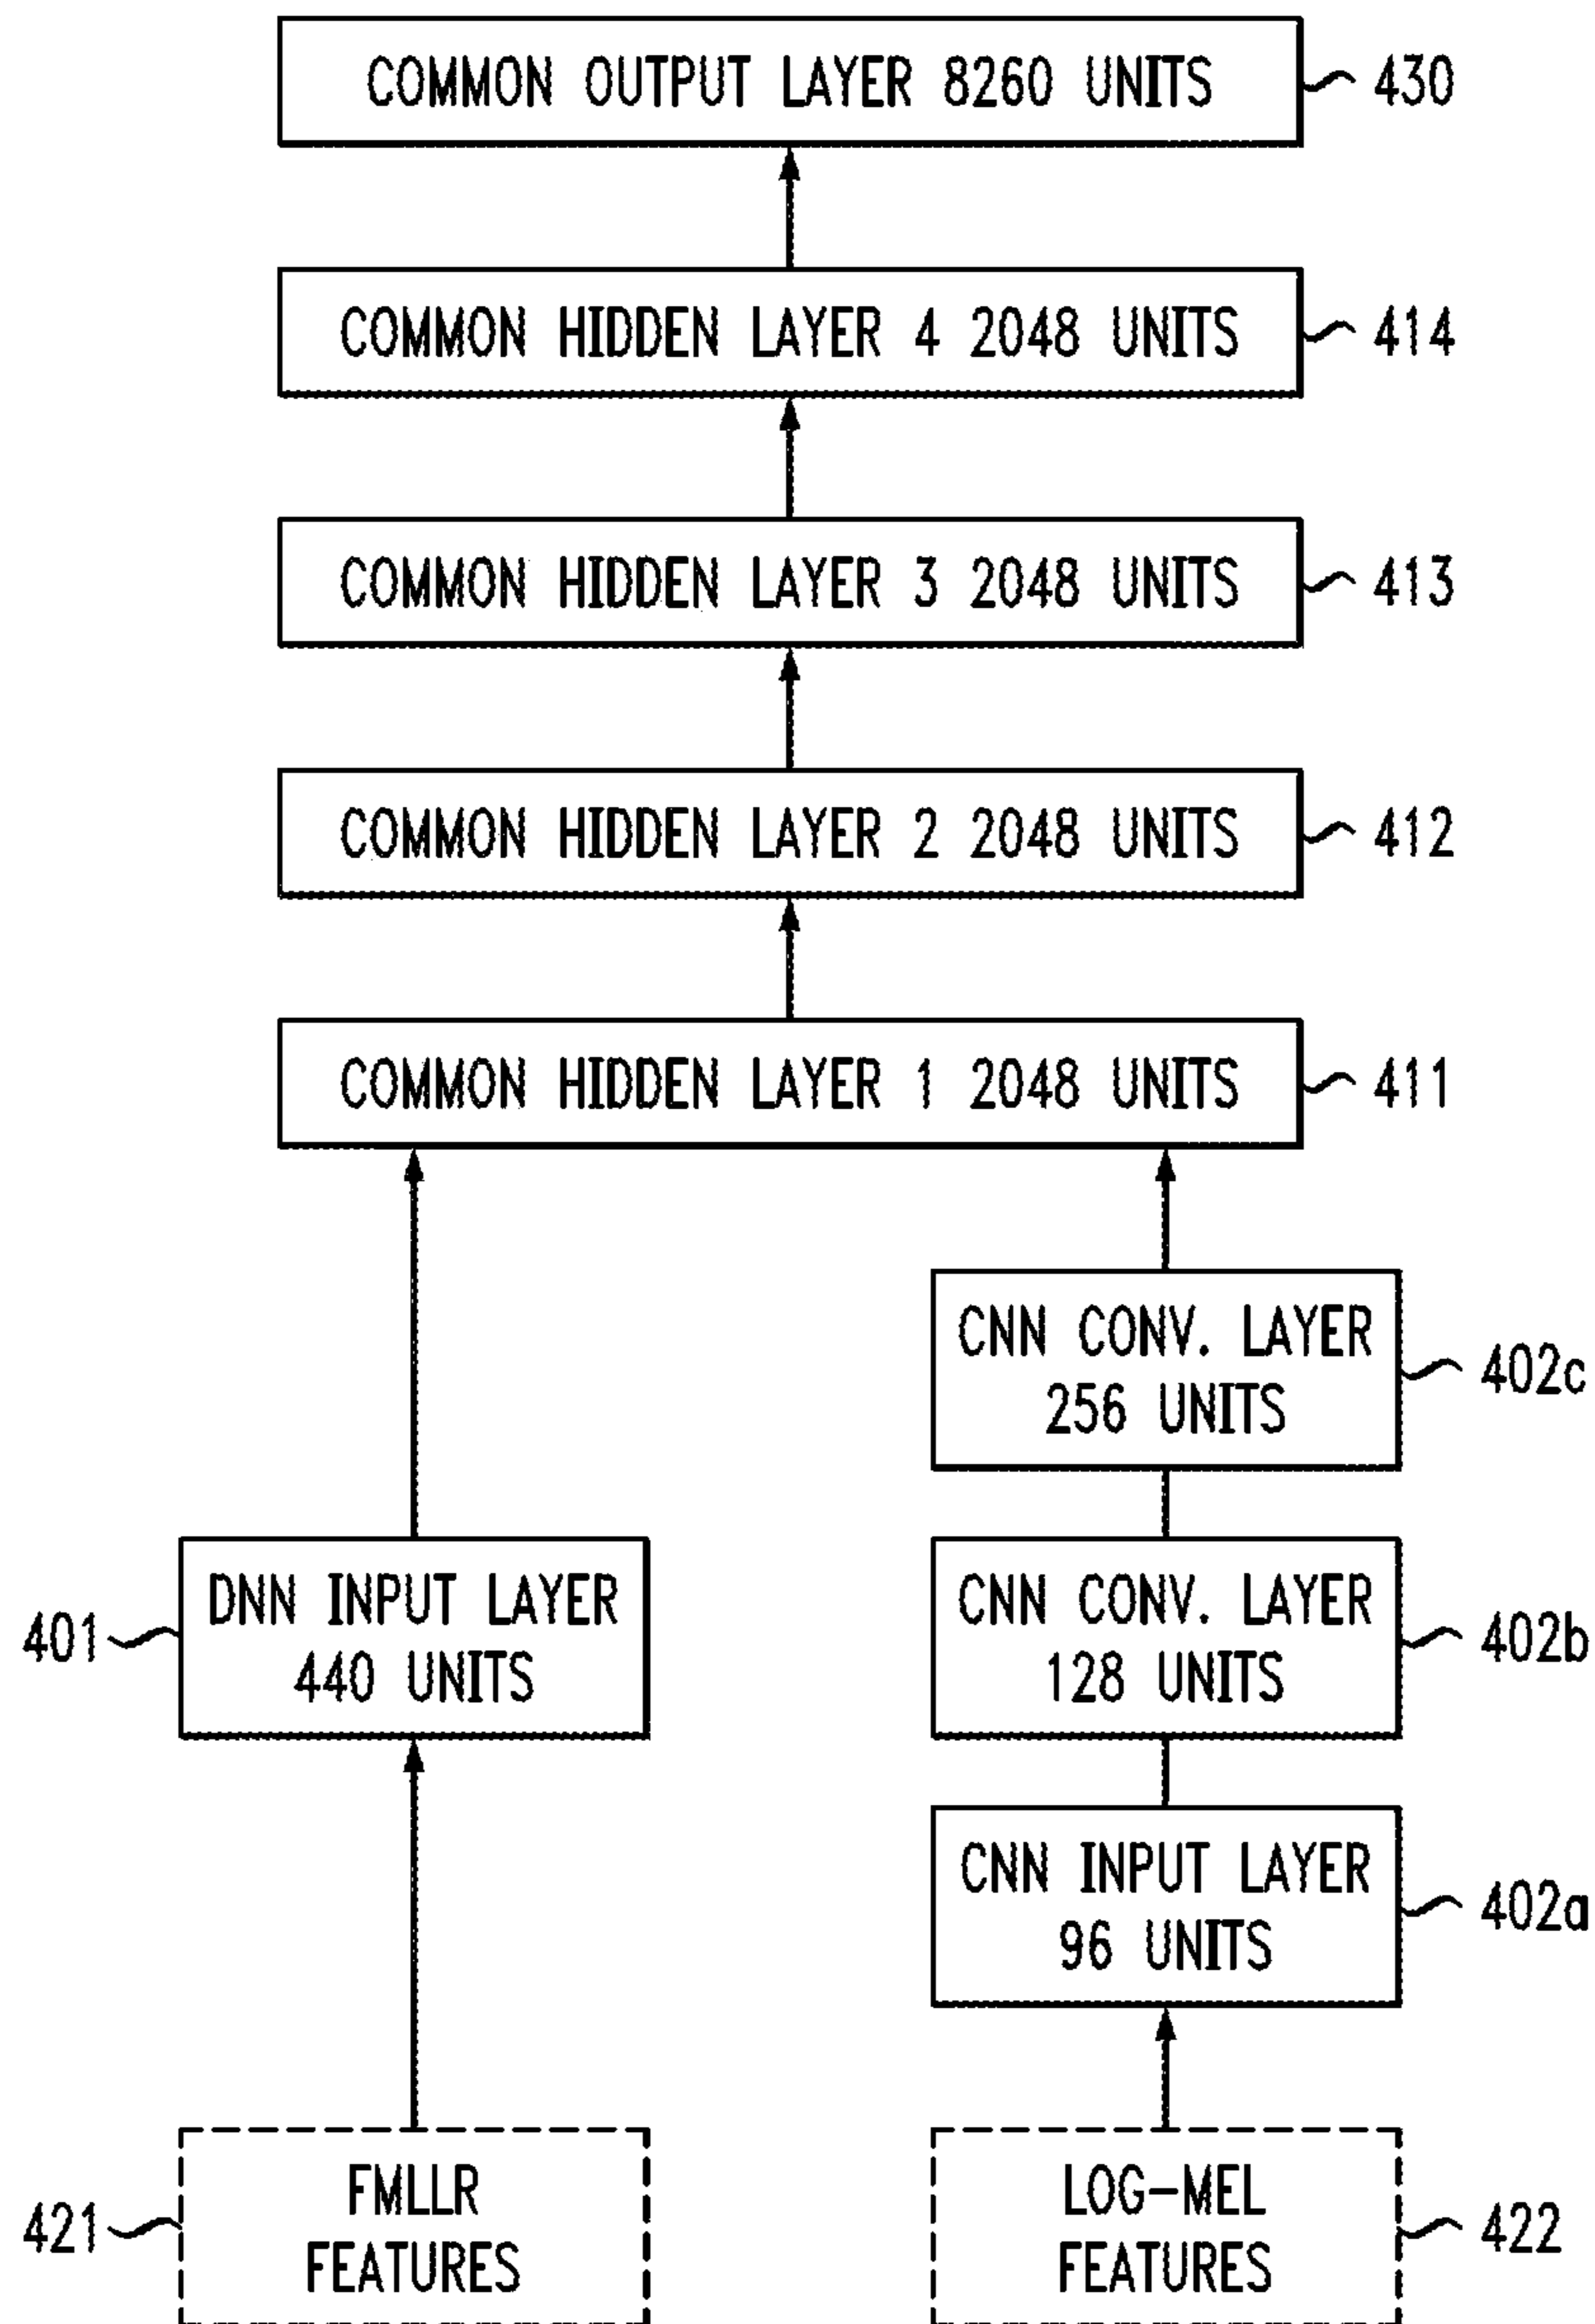 COMMON OUTPUT LAYER 8260 UNITS
430
COMMON HIDDEN LAYER 4 2048 UNITS
414
COMMON HIDDEN LAYER 3 2048 UNITS
413
COMMON HIDDEN LAYER 2 2048 UNITS
412
COMMON HIDDEN LAYER 1 2048 UNITS
411
CNN CONV. LAYER
256 UNITS
402c
401
DNN INPUT LAYER
440 UNITS
CNN CONV. LAYER
128 UNITS
402b
CNN INPUT LAYER
96 UNITS
402a
421
FMLLR
FEATURES
LOG-MEL
FEATURES
422